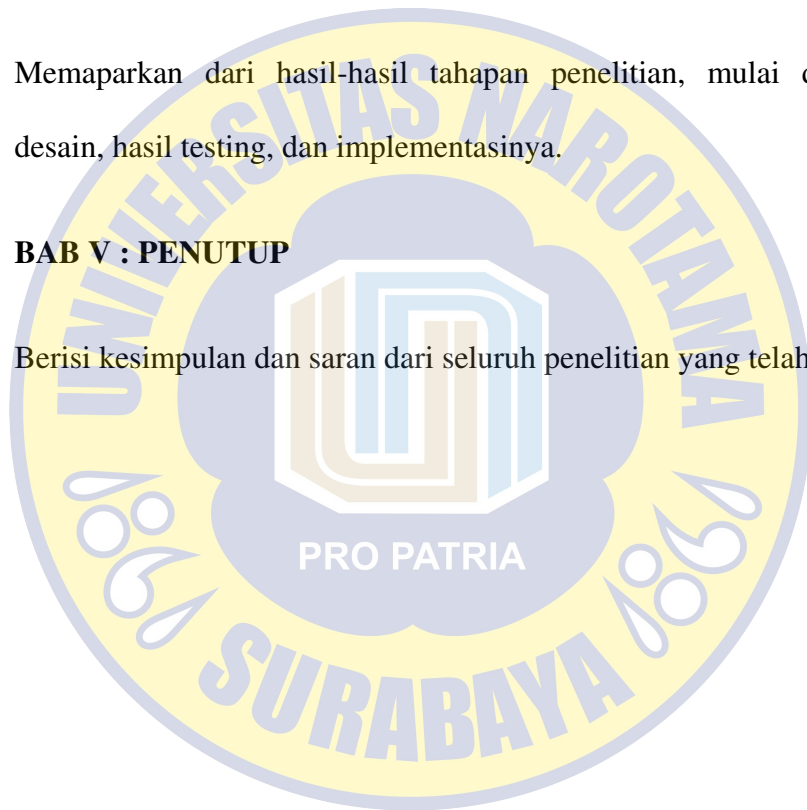 Memaparkan dari hasil-hasil tahapan penelitian, mulai d
desain, hasil testing, dan implementasinya.
BAB V : PENUTUP
Berisi kesimpulan dan saran dari seluruh penelitian yang telah
UNIVERSITAS NAROTAMA
PRO PATRIA
SURABAYA